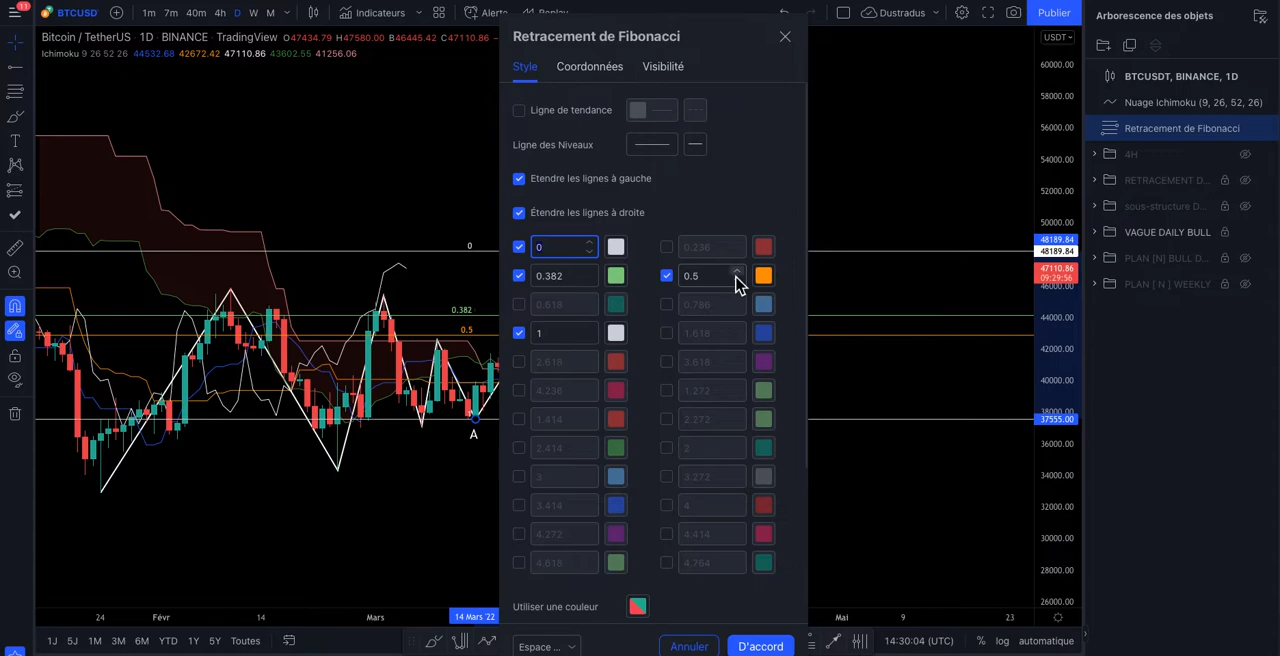 11 BTCUSD 1m 7m 40m 4h D W M Indicateurs Alerte Replay Dustradus Publier
Bitcoin / TetherUS · 1D · BINANCE · TradingView O47434.79 H47580.00 B46445.42 C47110.86
Ichimoku 9 26 52 26 44532.68 42672.42 47110.86 43602.55 41256.06
Retracement de Fibonacci
Style Coordonnées Visibilité
Ligne de tendance
Ligne des Niveaux
Etendre les lignes à gauche
Étendre les lignes à droite
0 0.236
0.382 0.5
0.618 0.786
1 1.618
2.618 3.618
4.236 1.272
1.414 2.272
2.414 2
3 3.272
3.414 4
4.272 4.414
4.618 4.764
Utiliser une couleur
Espace ... Annuler D'accord
0
0.382
0.5
A
USDT
60000.00
58000.00
56000.00
54000.00
52000.00
50000.00
48189.84
48189.84
47110.86
09:29:56
46000.00
44000.00
42000.00
40000.00
38000.00
37555.00
36000.00
34000.00
32000.00
30000.00
28000.00
26000.00
24 Févr 14 Mars 14 Mars '22 Mai 9 23
1J 5J 1M 3M 6M YTD 1Y 5Y Toutes 14:30:04 (UTC) % log automatique
Arborescence des objets
BTCUSDT, BINANCE, 1D
Nuage Ichimoku (9, 26, 52, 26)
Retracement de Fibonacci
4H
RETRACEMENT D...
sous-structure D...
VAGUE DAILY BULL
PLAN [N] BULL D...
PLAN [ N ] WEEKLY